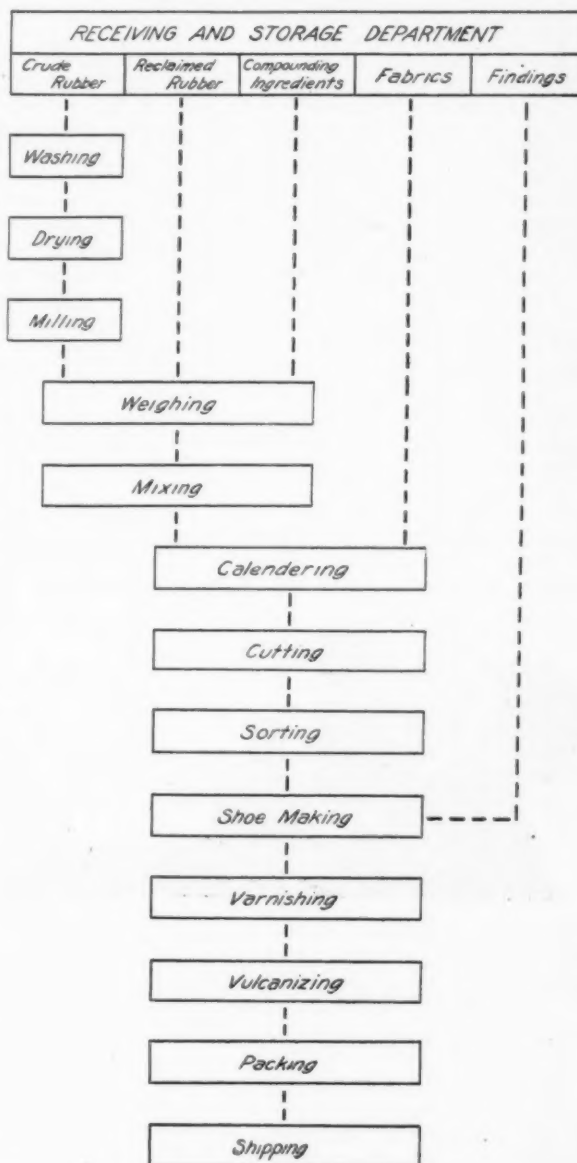 RECEIVING AND STORAGE DEPARTMENT
Crude Rubber
Reclaimed Rubber
Compounding Ingredients
Fabrics
Findings
Washing
Drying
Milling
Weighing
Mixing
Calendering
Cutting
Sorting
Shoe Making
Varnishing
Vulcanizing
Packing
Shipping